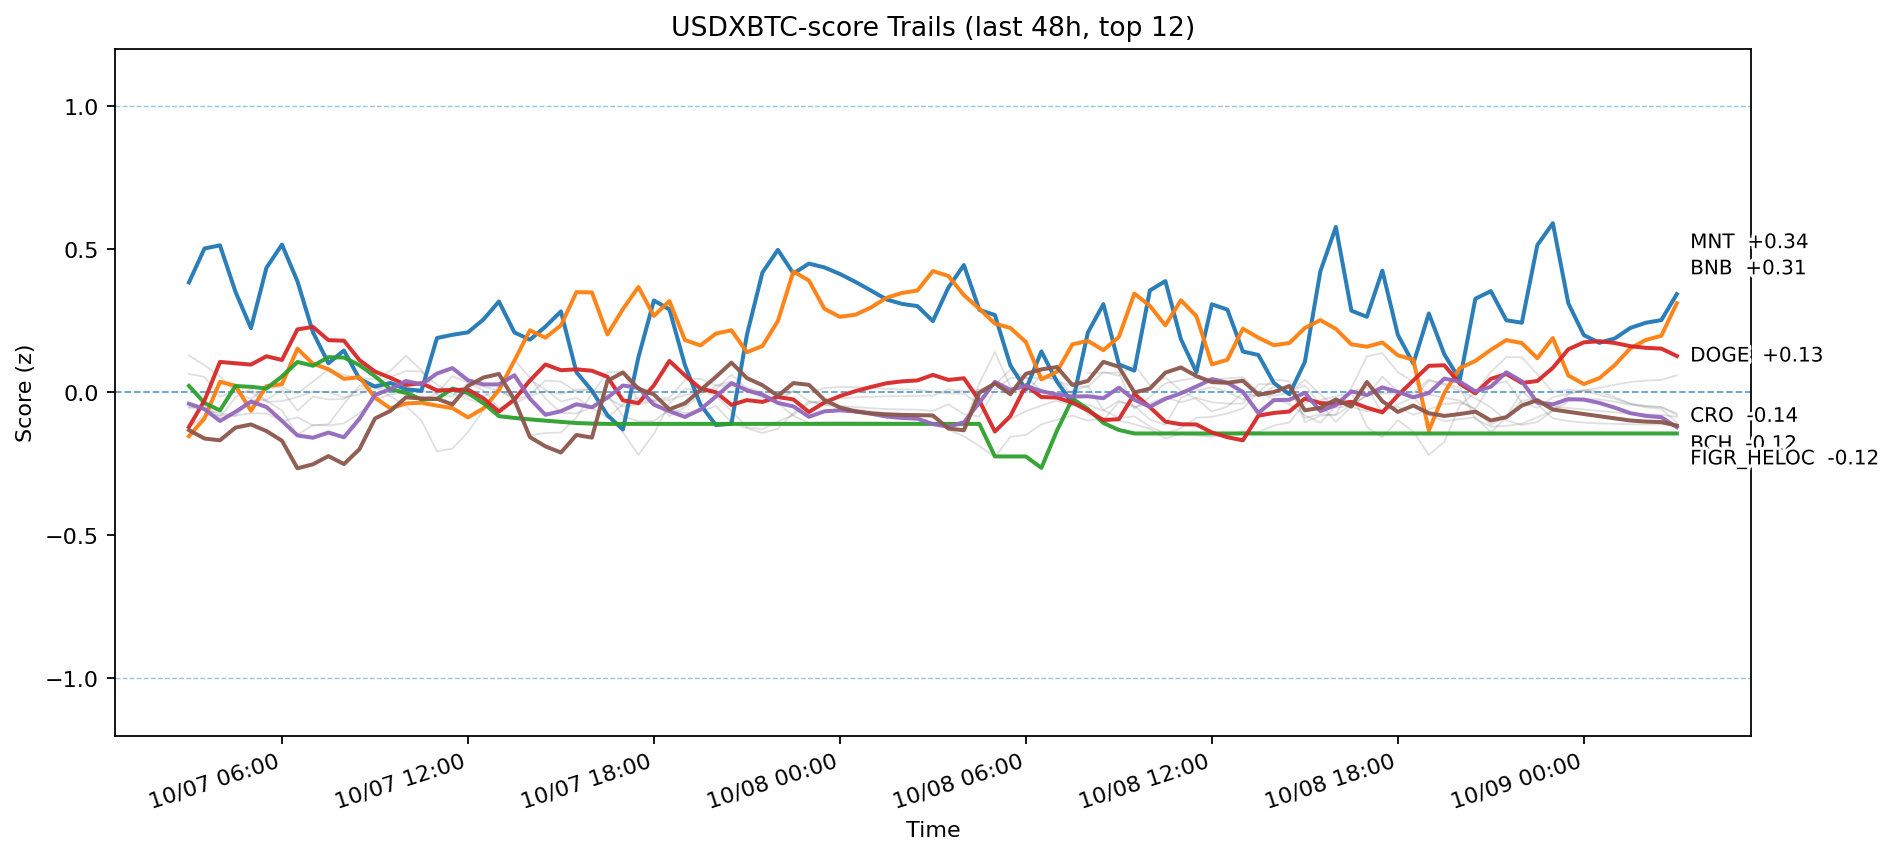 USDXBTC-score Trails (last 48h, top 12)
Score (z)
1.0
0.5
0.0
−0.5
−1.0
MNT +0.34
BNB +0.31
DOGE +0.13
CRO -0.14
BCH -0.12
FIGR_HELOC -0.12
10/07 06:00
10/07 12:00
10/07 18:00
10/08 00:00
10/08 06:00
10/08 12:00
10/08 18:00
10/09 00:00
Time